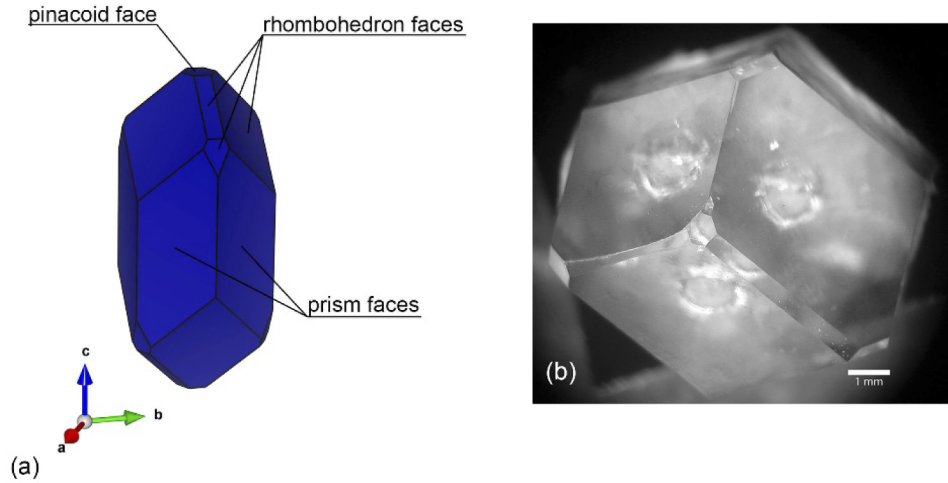 pinacoid face
rhombohedron faces
prism faces
c
b
a
(a)
(b)
1 mm